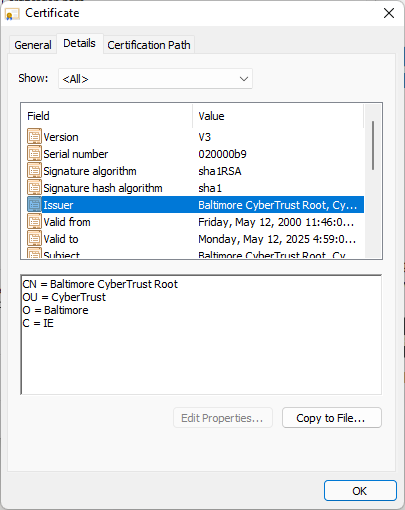 Certificate
General Details Certification Path
Show: <All>
Field Value
Version V3
Serial number 020000b9
Signature algorithm sha1RSA
Signature hash algorithm sha1
Issuer Baltimore CyberTrust Root, Cy...
Valid from Friday, May 12, 2000 11:46:0...
Valid to Monday, May 12, 2025 4:59:0...
Subject Baltimore CyberTrust Root, Cy...
CN = Baltimore CyberTrust Root
OU = CyberTrust
O = Baltimore
C = IE
Edit Properties... Copy to File...
OK